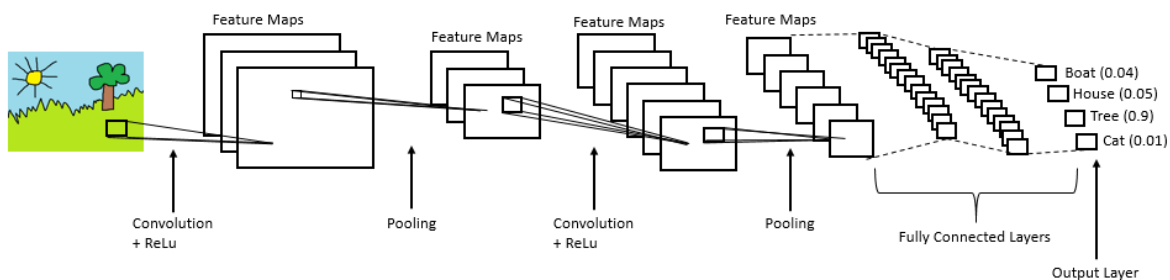 Feature Maps
Feature Maps
Feature Maps
Feature Maps
Boat (0.04)
House (0.05)
Tree (0.9)
Cat (0.01)
Convolution
+ ReLu
Pooling
Convolution
+ ReLu
Pooling
Fully Connected Layers
Output Layer